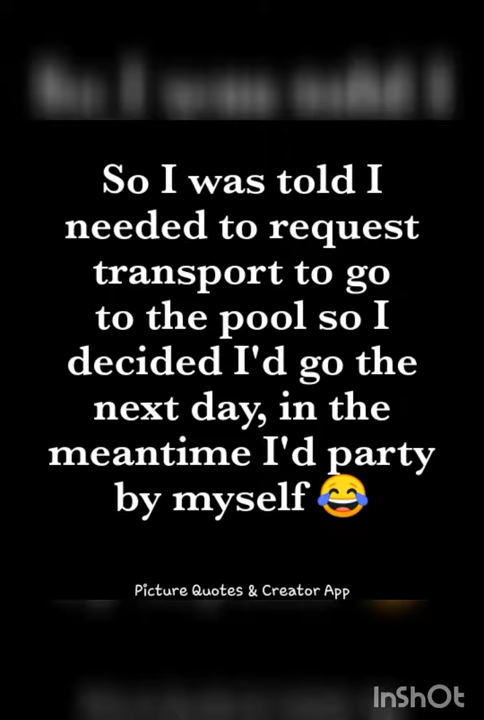 So I was told I
needed to request
transport to go
to the pool so I
decided I'd go the
next day, in the
meantime I'd party
by myself 😂
Picture Quotes & Creator App
InShOt